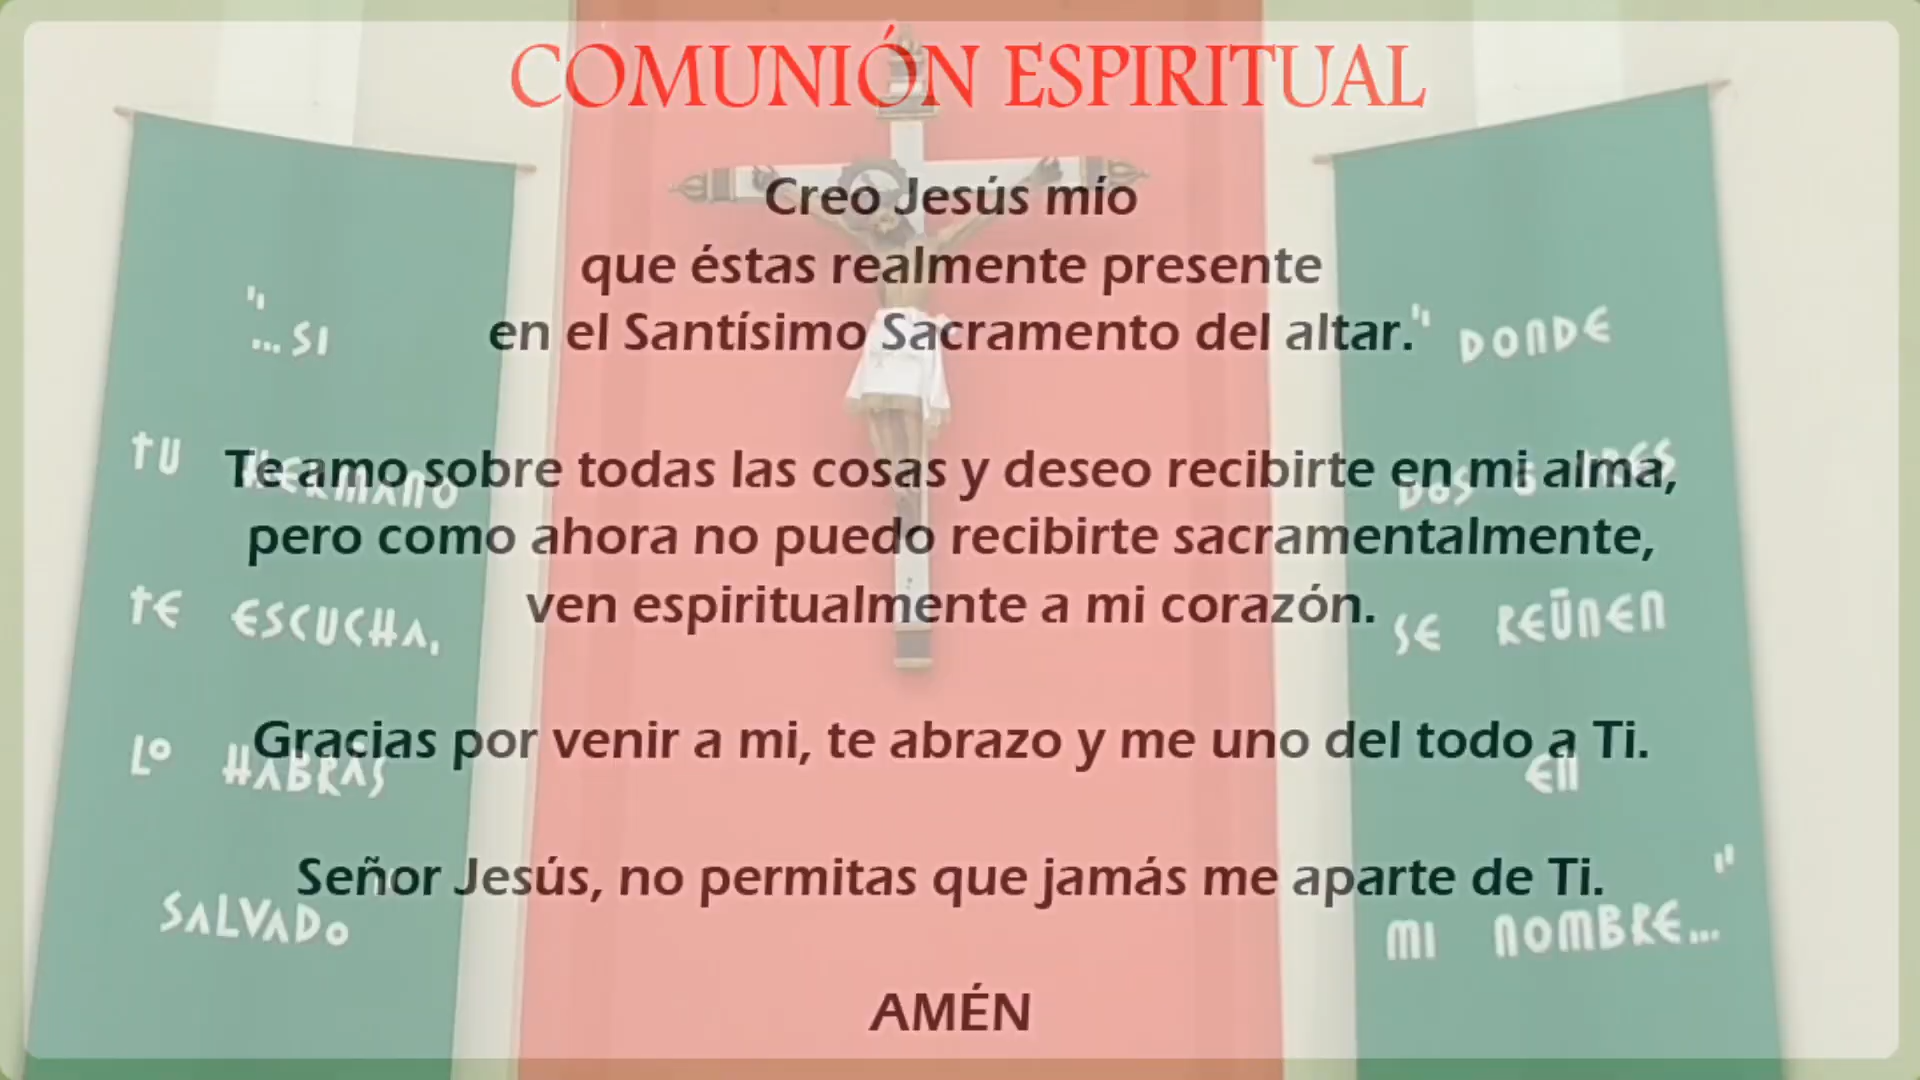 COMUNIÓN ESPIRITUAL
Creo Jesús mío
que éstas realmente presente
en el Santísimo Sacramento del altar.
Te amo sobre todas las cosas y deseo recibirte en mi alma,
pero como ahora no puedo recibirte sacramentalmente,
ven espiritualmente a mi corazón.
Gracias por venir a mi, te abrazo y me uno del todo a Ti.
Señor Jesús, no permitas que jamás me aparte de Ti.
AMÉN
"...SI
TU HERMANO
TE ESCUCHA,
LO HABRAS
SALVADO"
" DONDE
DOS ó TRES
SE REÚNEN
EN
MI NOMBRE..."